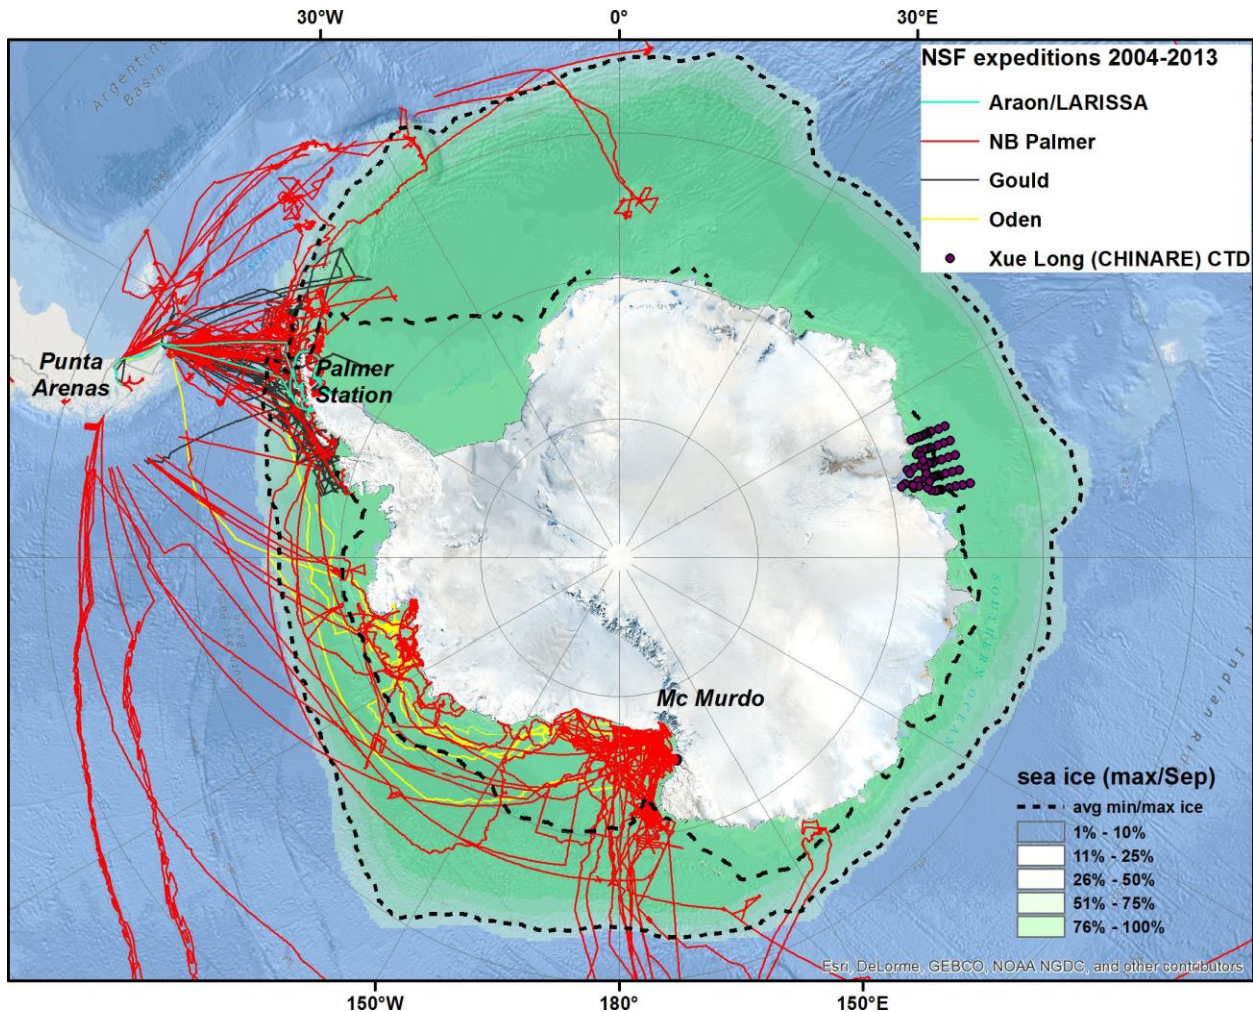 30°W
0°
30°E
Argentine
Basin
NSF expeditions 2004-2013
Araon/LARISSA
NB Palmer
Gould
Oden
Xue Long (CHINARE) CTD
Punta
Arenas
Palmer
Station
SOUTHERN OCEAN
Mc Murdo
sea ice (max/Sep)
avg min/max ice
1% - 10%
11% - 25%
26% - 50%
51% - 75%
76% - 100%
Esri, DeLorme, GEBCO, NOAA NGDC, and other contributors
150°W
180°
150°E